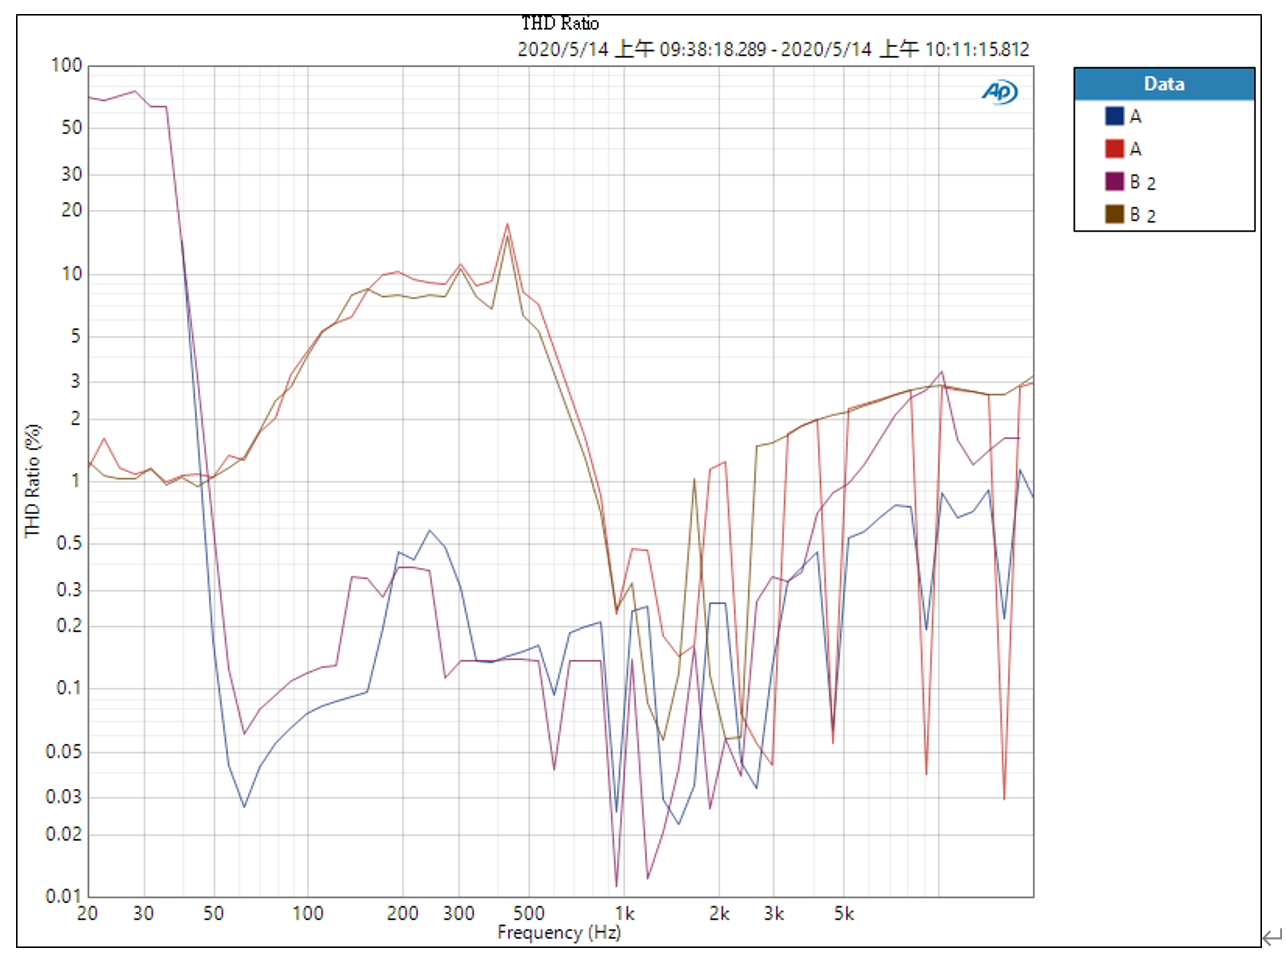 THD Ratio
2020/5/14 上午 09:38:18.289 - 2020/5/14 上午 10:11:15.812
AP
Data
A
A
B 2
B 2
THD Ratio (%)
100
50
30
20
10
5
3
2
1
0.5
0.3
0.2
0.1
0.05
0.03
0.02
0.01
20 30 50 100 200 300 500 1k 2k 3k 5k
Frequency (Hz)